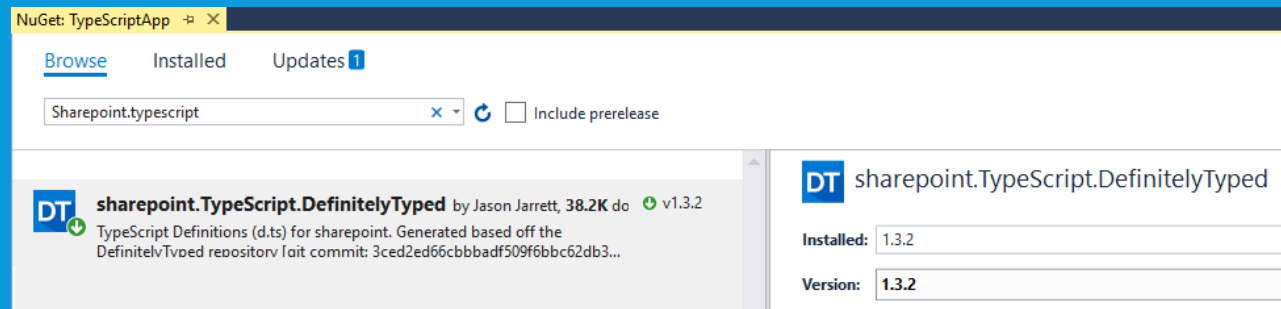 NuGet: TypeScriptApp
Browse Installed Updates 1
Sharepoint.typescript
Include prerelease
DT
sharepoint.TypeScript.DefinitelyTyped by Jason Jarrett, 38.2K do v1.3.2
TypeScript Definitions (d.ts) for sharepoint. Generated based off the
DefinitelyTyped repository [git commit: 3ced2ed66cbbbadf509f6bbc62db3...
DT
sharepoint.TypeScript.DefinitelyTyped
Installed: 1.3.2
Version: 1.3.2